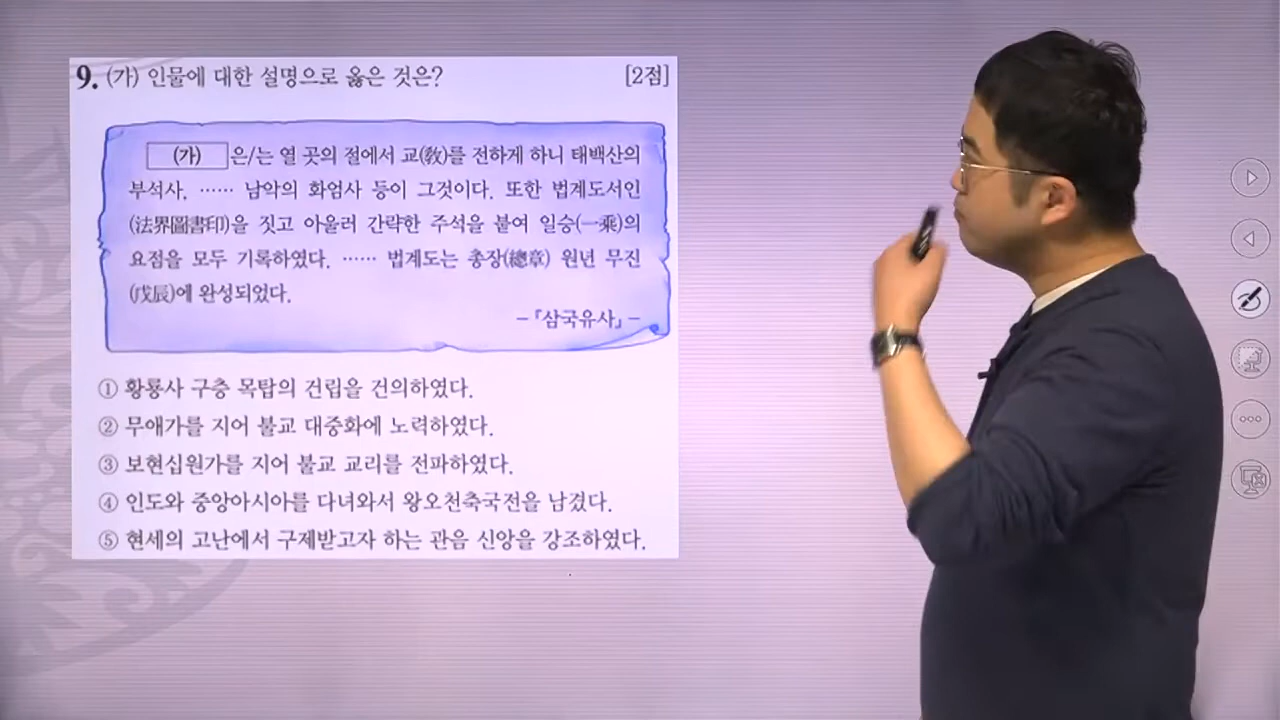 9. (가) 인물에 대한 설명으로 옳은 것은? [2점]
(가) 은/는 열 곳의 절에서 교(敎)를 전하게 하니 태백산의
부석사, …… 남악의 화엄사 등이 그것이다. 또한 법계도서인
(法界圖書印)을 짓고 아울러 간략한 주석을 붙여 일승(一乘)의
요점을 모두 기록하였다. …… 법계도는 총장(總章) 원년 무진
(戊辰)에 완성되었다.
-『삼국유사』-
① 황룡사 구층 목탑의 건립을 건의하였다.
② 무애가를 지어 불교 대중화에 노력하였다.
③ 보현십원가를 지어 불교 교리를 전파하였다.
④ 인도와 중앙아시아를 다녀와서 왕오천축국전을 남겼다.
⑤ 현세의 고난에서 구제받고자 하는 관음 신앙을 강조하였다.